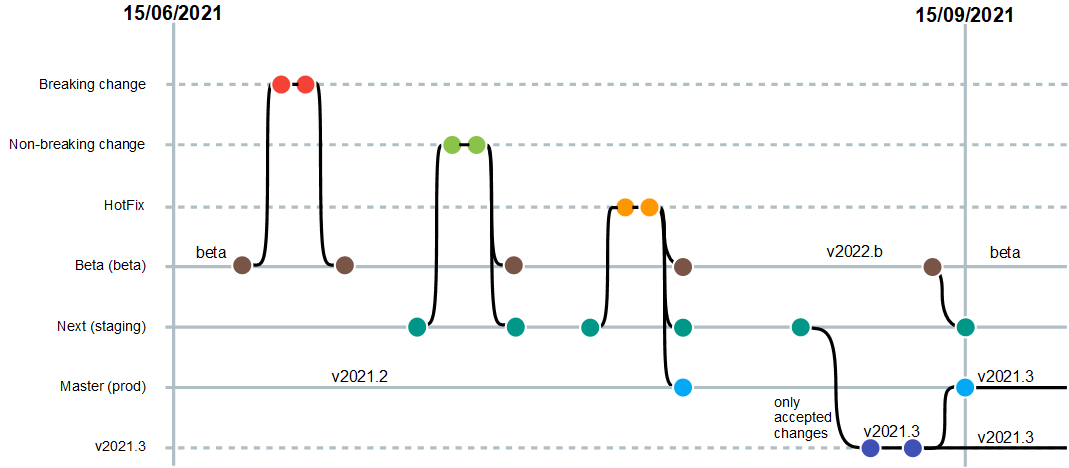 15/06/2021
15/09/2021
Breaking change
Non-breaking change
HotFix
beta
v2022.b
beta
Beta (beta)
Next (staging)
v2021.2
v2021.3
Master (prod)
only
accepted
changes
v2021.3
v2021.3
v2021.3